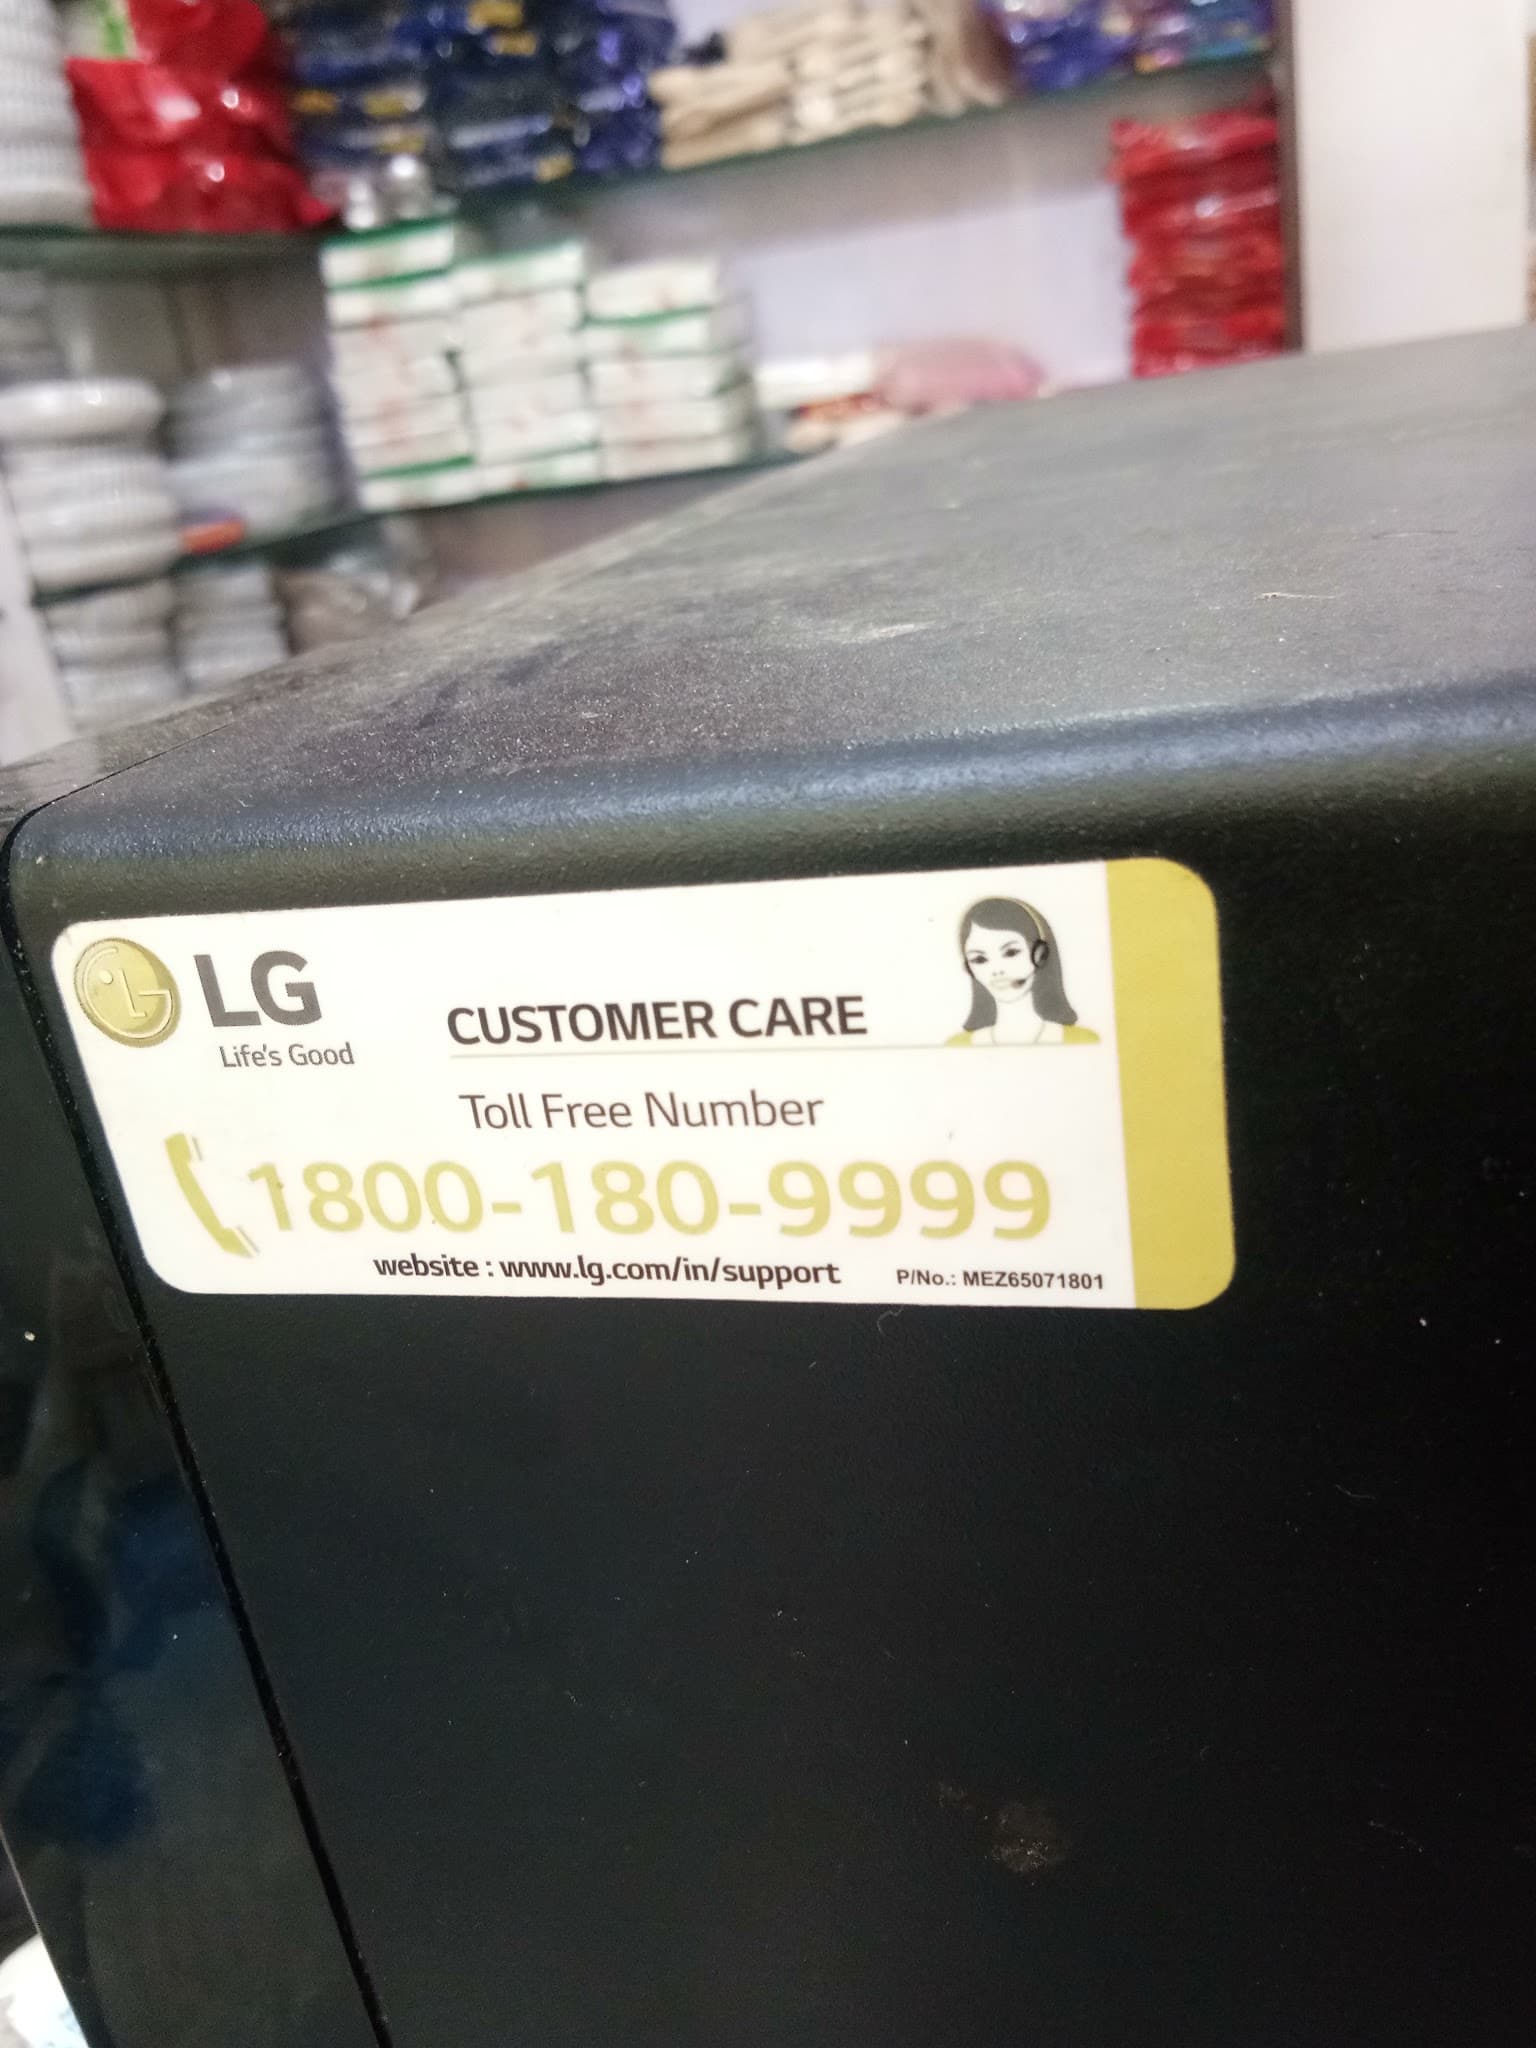 LG
Life's Good
CUSTOMER CARE
Toll Free Number
1800-180-9999
website : www.lg.com/in/support
P/No.: MEZ65071801